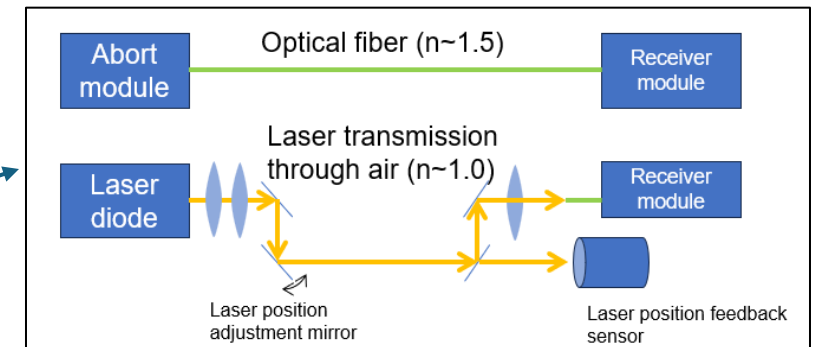 Optical fiber (n~1.5)
Abort
module
Receiver
module
Laser transmission
through air (n~1.0)
Laser
diode
Receiver
module
Laser position
adjustment mirror
Laser position feedback
sensor